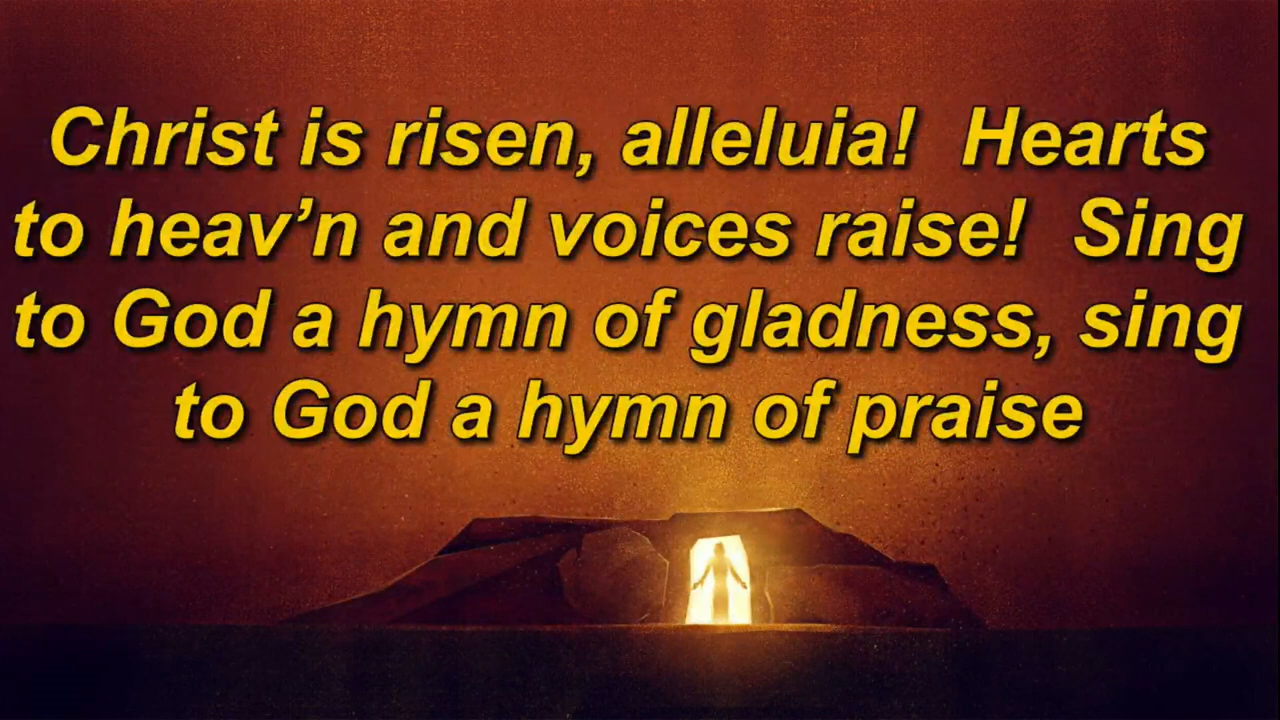 Christ is risen, alleluia!  Hearts
to heav’n and voices raise!  Sing
to God a hymn of gladness, sing
to God a hymn of praise